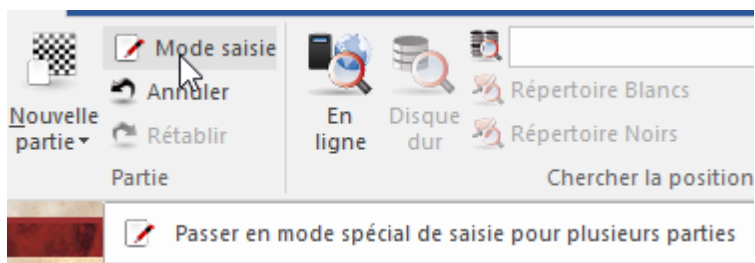 Mode saisie
Annuler
Rétablir
Nouvelle
partie
Partie
En
ligne
Disque
dur
Répertoire Blancs
Répertoire Noirs
Chercher la position
Passer en mode spécial de saisie pour plusieurs parties